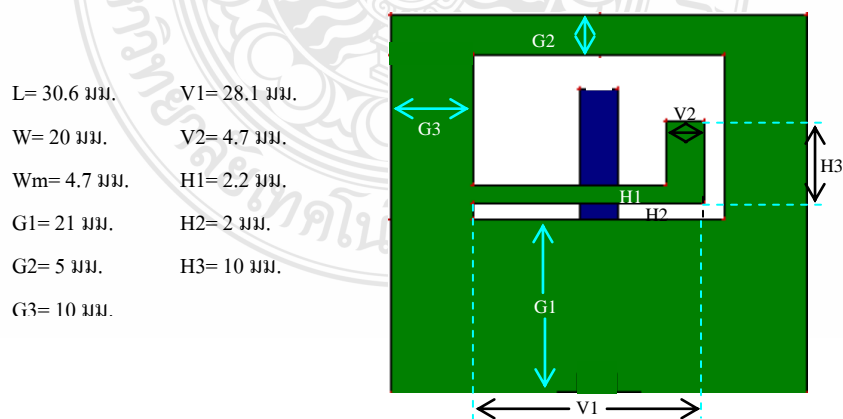 L= 30.6 มม. V1= 28.1 มม.
W= 20 มม. V2= 4.7 มม.
Wm= 4.7 มม. H1= 2.2 มม.
G1= 21 มม. H2= 2 มม.
G2= 5 มม. H3= 10 มม.
G3= 10 มม.
G2
G3
V2
H3
H1
H2
G1
V1